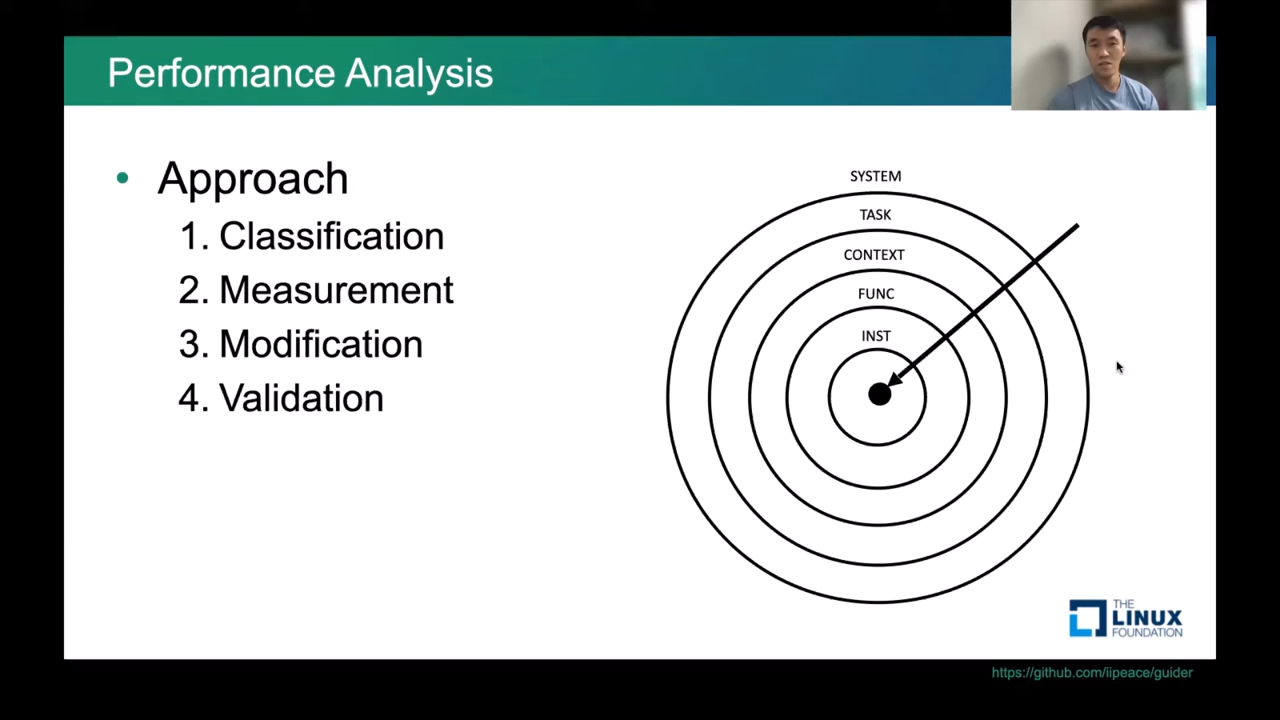 Performance Analysis
• Approach
1. Classification
2. Measurement
3. Modification
4. Validation
SYSTEM
TASK
CONTEXT
FUNC
INST
THE
LINUX
FOUNDATION
https://github.com/iipeace/guider